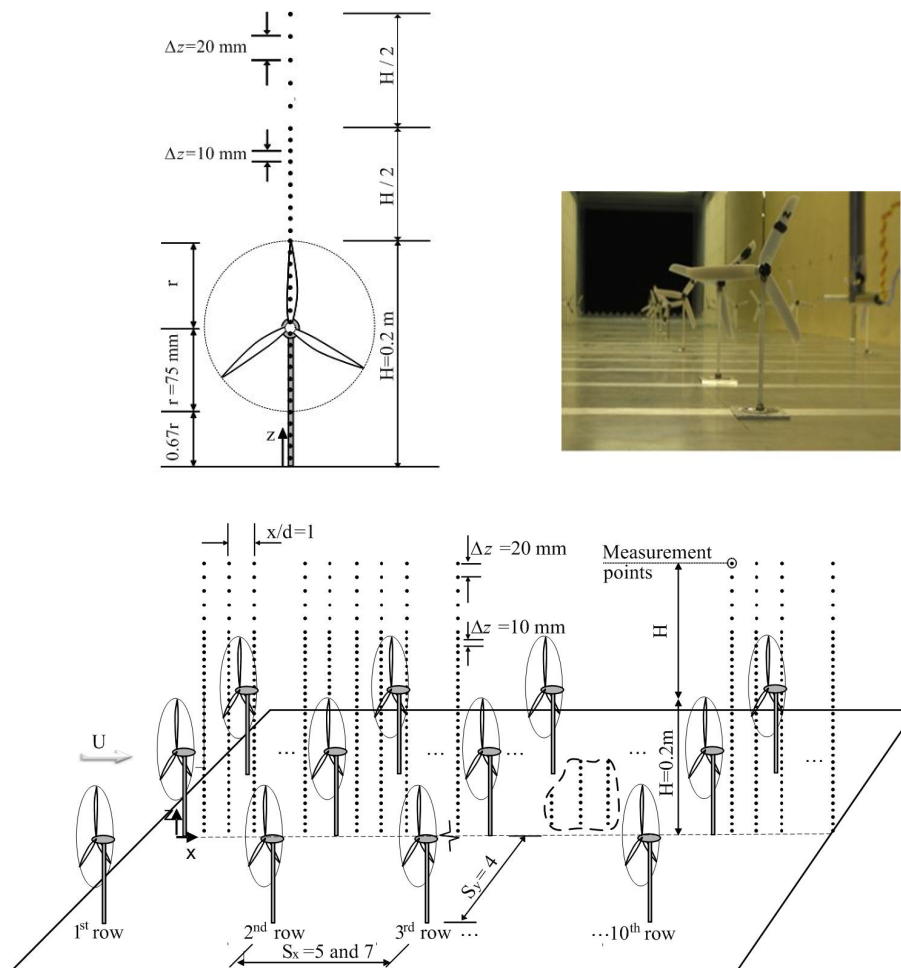 Δz=20 mm
H / 2
Δz=10 mm
H / 2
r
r =75 mm
H=0.2 m
0.67r
z
x/d=1
Δz =20 mm
Measurement
points
Δz =10 mm
H
U
...
...
...
...
...
H=0.2m
Z
x
S_y=4
1st row
2nd row
3rd row
...
...10th row
S_x =5 and 7